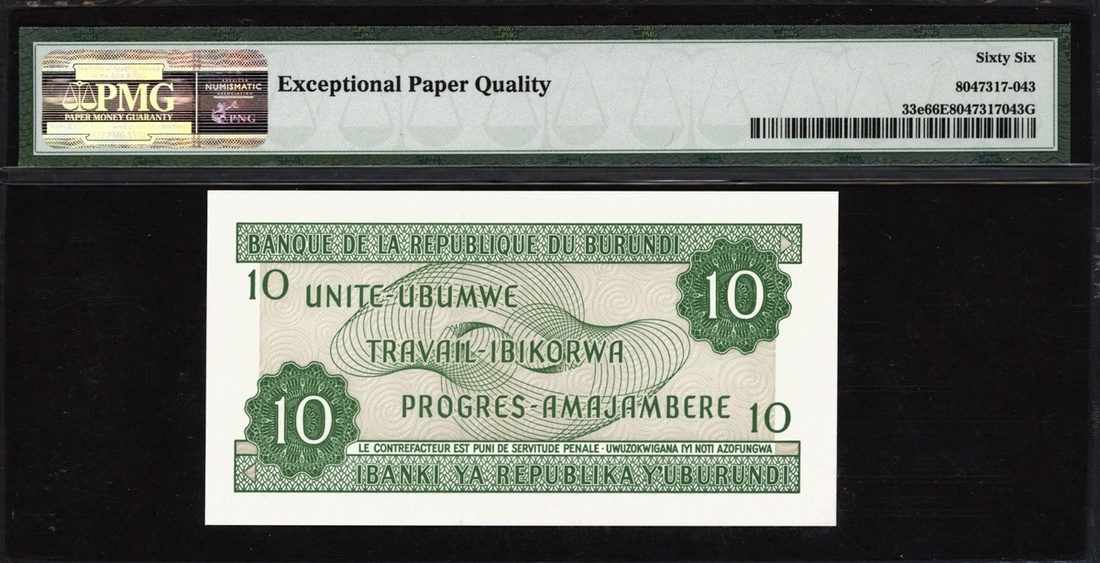 PMG
PAPER MONEY GUARANTY
NUMISMATIC
PNG
Exceptional Paper Quality
Sixty Six
8047317-043
33e66E8047317043G
BANQUE DE LA REPUBLIQUE DU BURUNDI
10
10
UNITE-UBUMWE
TRAVAIL-IBIKORWA
PROGRES-AMAJAMBERE
10
10
LE CONTREFACTEUR EST PUNI DE SERVITUDE PENALE - UWUZOKWIGANA IYI NOTI AZOFUNGWA
IBANKI YA REPUBLIKA Y'UBURUNDI